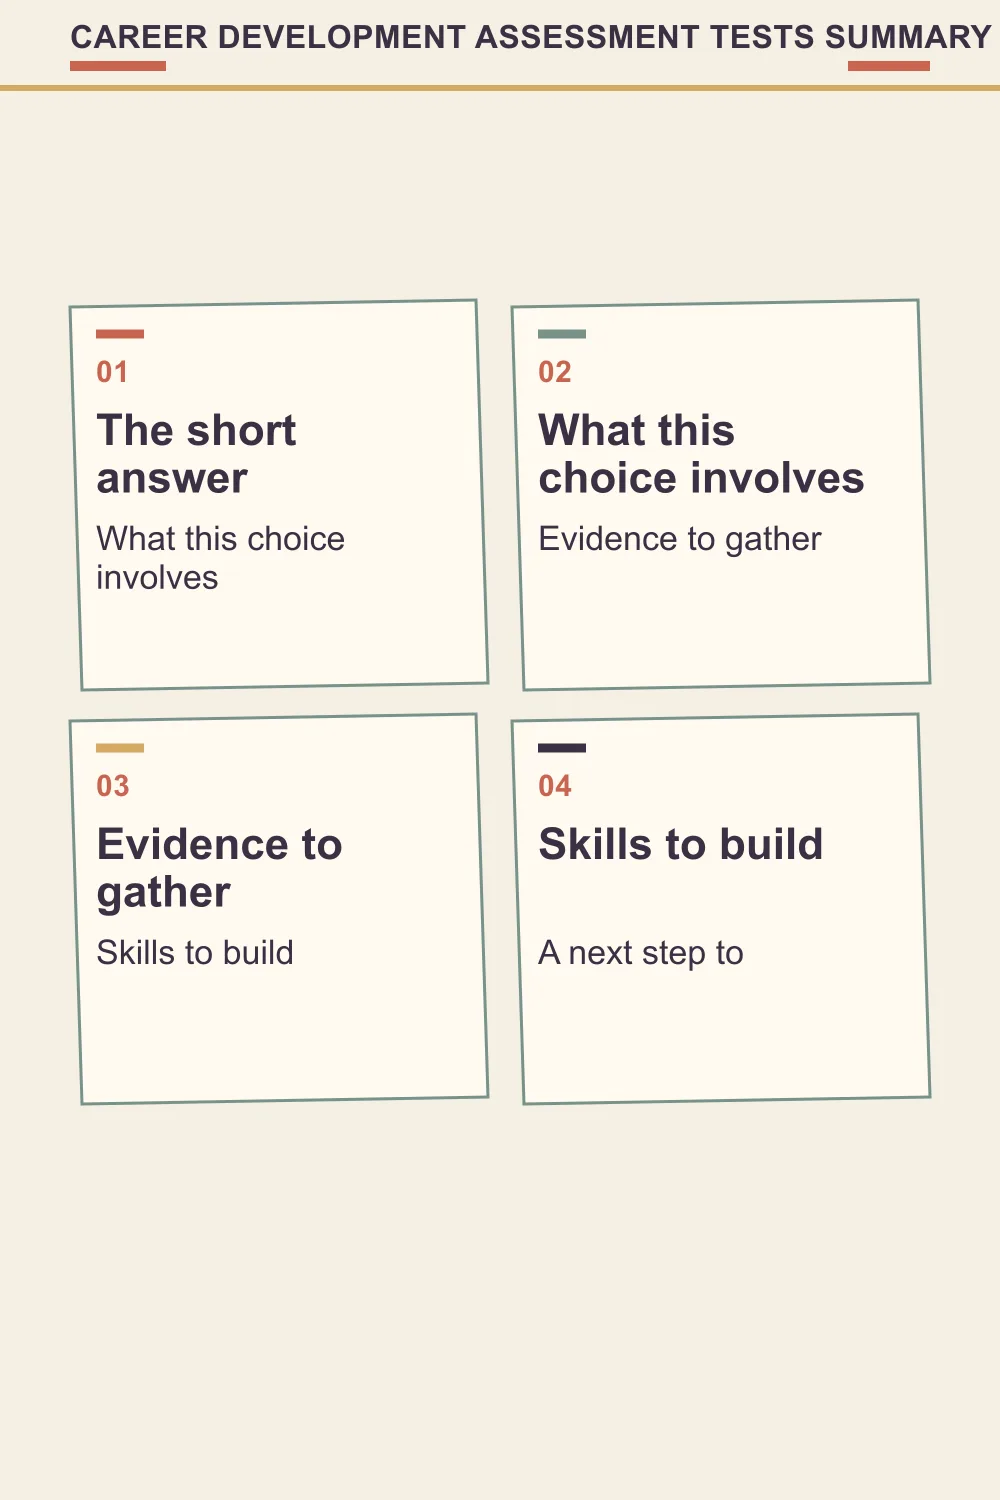 CAREER DEVELOPMENT ASSESSMENT TESTS SUMMARY
01
The short
answer
What this choice
involves
02
What this
choice involves
Evidence to gather
03
Evidence to
gather
Skills to build
04
Skills to build
A next step to